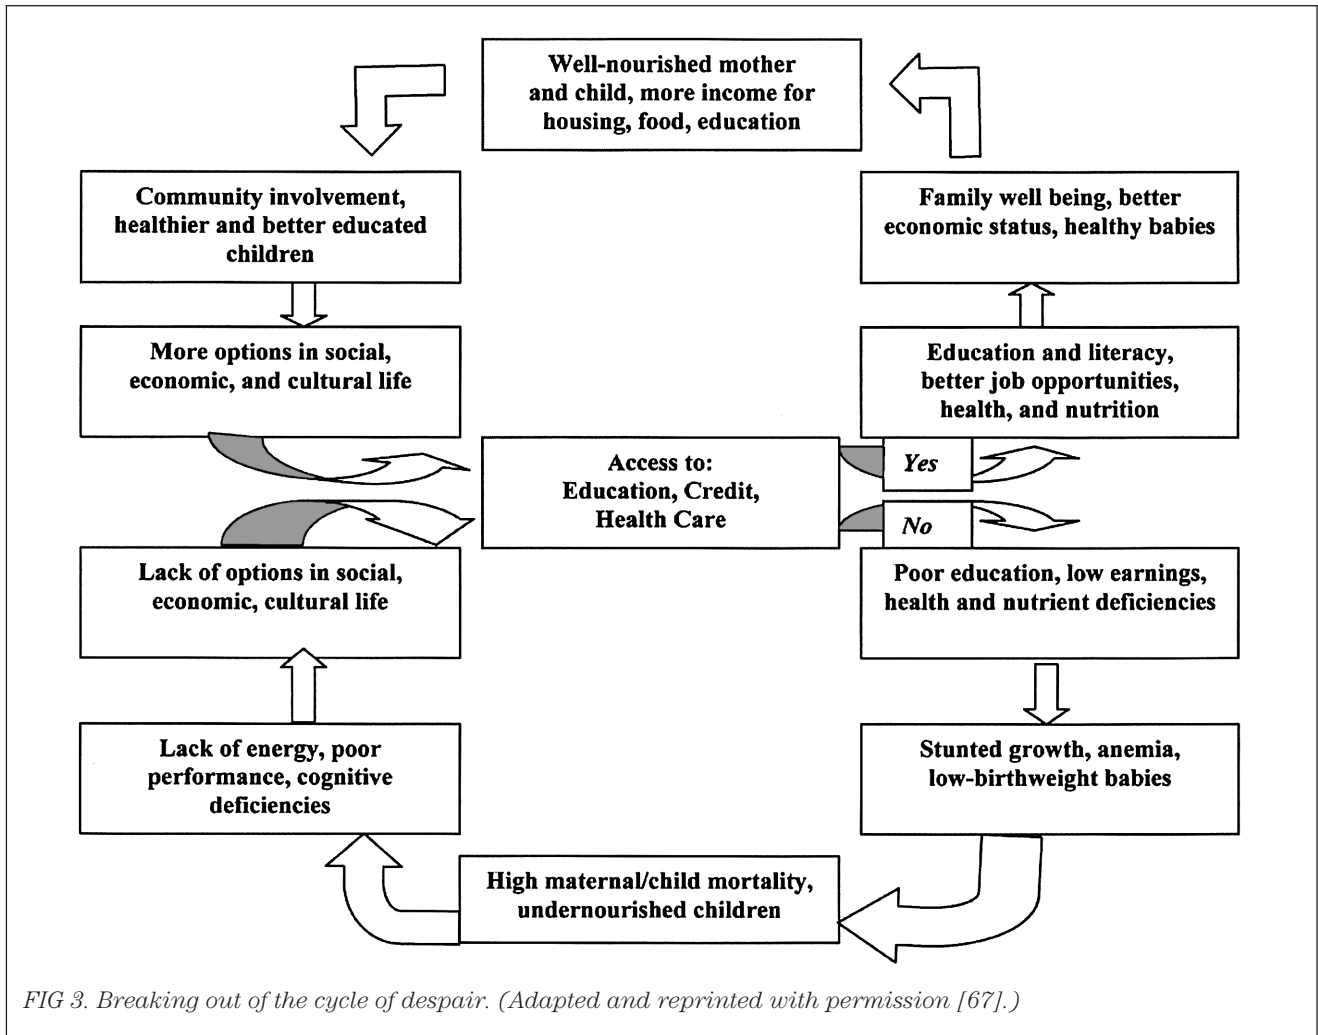 Well-nourished mother
and child, more income for
housing, food, education
Community involvement,
healthier and better educated
children
Family well being, better
economic status, healthy babies
More options in social,
economic, and cultural life
Education and literacy,
better job opportunities,
health, and nutrition
Access to:
Education, Credit,
Health Care
Yes
No
Lack of options in social,
economic, cultural life
Poor education, low earnings,
health and nutrient deficiencies
Lack of energy, poor
performance, cognitive
deficiencies
Stunted growth, anemia,
low-birthweight babies
High maternal/child mortality,
undernourished children
FIG 3. Breaking out of the cycle of despair. (Adapted and reprinted with permission [67].)